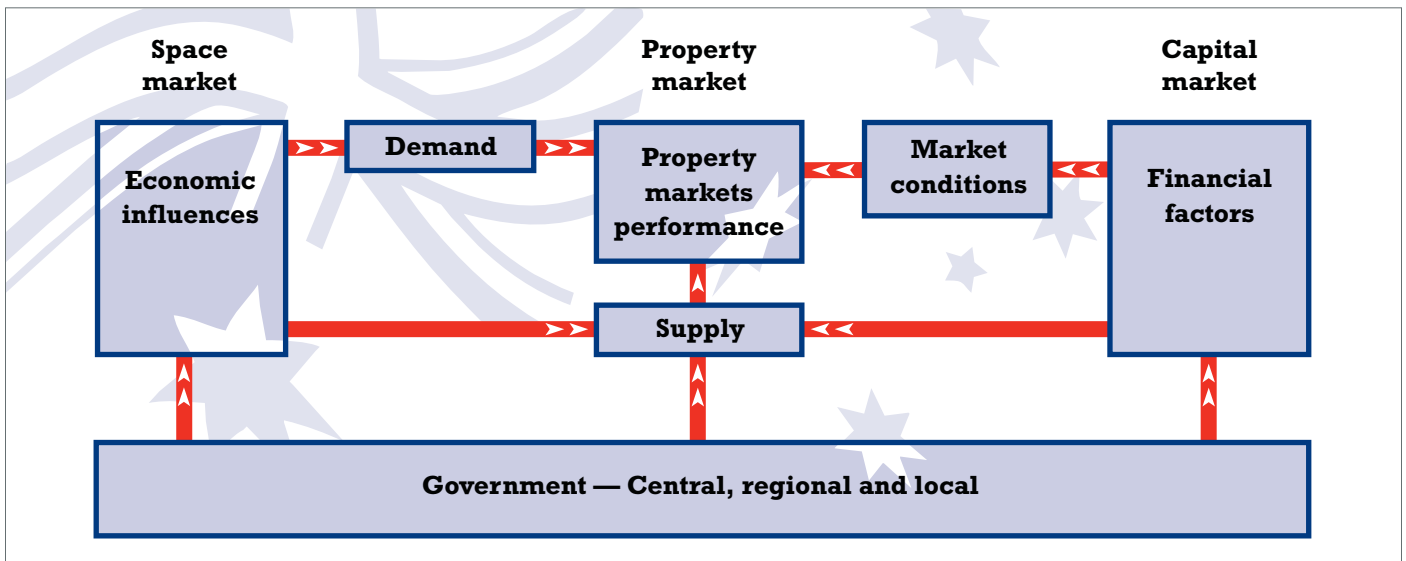 Space
market
Property
market
Capital
market
Economic
influences
Demand
Property
markets
performance
Market
conditions
Financial
factors
Supply
Government — Central, regional and local